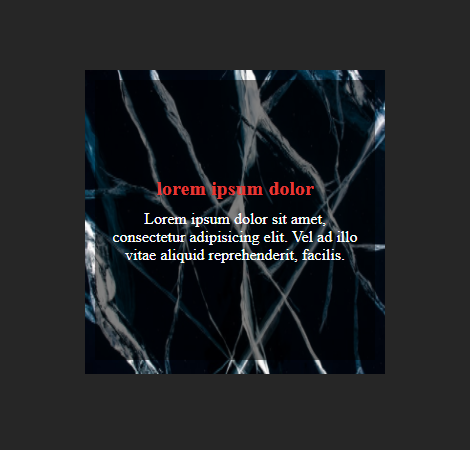 lorem ipsum dolor
Lorem ipsum dolor sit amet,
consectetur adipisicing elit. Vel ad illo
vitae aliquid reprehenderit, facilis.